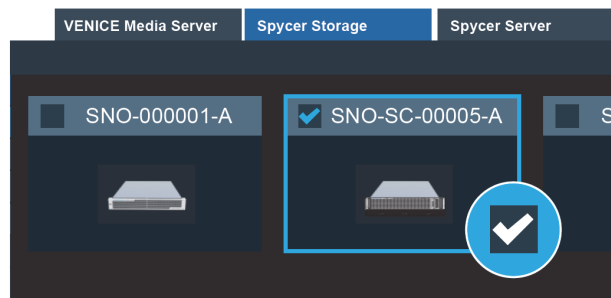 VENICE Media Server Spycer Storage Spycer Server
SNO-000001-A SNO-SC-00005-A S